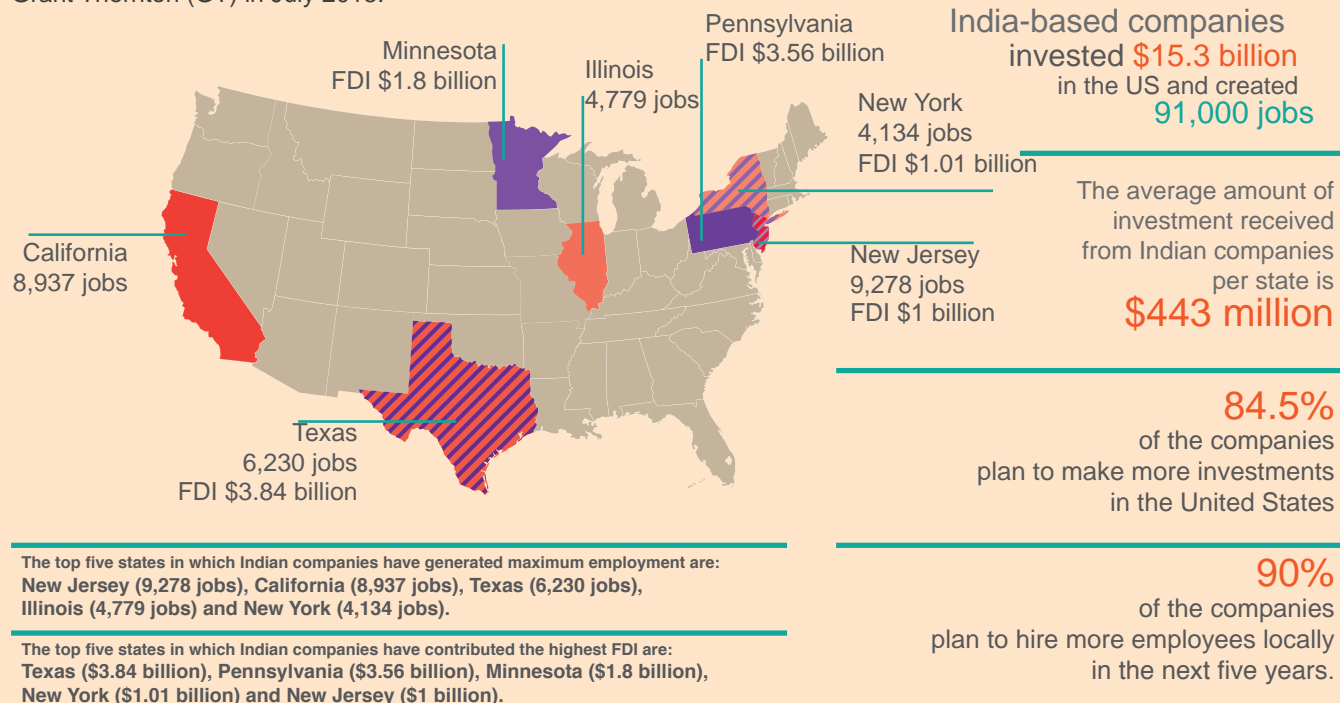 Grant Thornton (GT) in July 2015.
Minnesota
FDI $1.8 billion
Illinois
4,779 jobs
Pennsylvania
FDI $3.56 billion
New York
4,134 jobs
FDI $1.01 billion
California
8,937 jobs
New Jersey
9,278 jobs
FDI $1 billion
Texas
6,230 jobs
FDI $3.84 billion
India-based companies
invested $15.3 billion
in the US and created
91,000 jobs
The average amount of
investment received
from Indian companies
per state is
$443 million
84.5%
of the companies
plan to make more investments
in the United States
90%
of the companies
plan to hire more employees locally
in the next five years.
The top five states in which Indian companies have generated maximum employment are:
New Jersey (9,278 jobs), California (8,937 jobs), Texas (6,230 jobs),
Illinois (4,779 jobs) and New York (4,134 jobs).
The top five states in which Indian companies have contributed the highest FDI are:
Texas ($3.84 billion), Pennsylvania ($3.56 billion), Minnesota ($1.8 billion),
New York ($1.01 billion) and New Jersey ($1 billion).